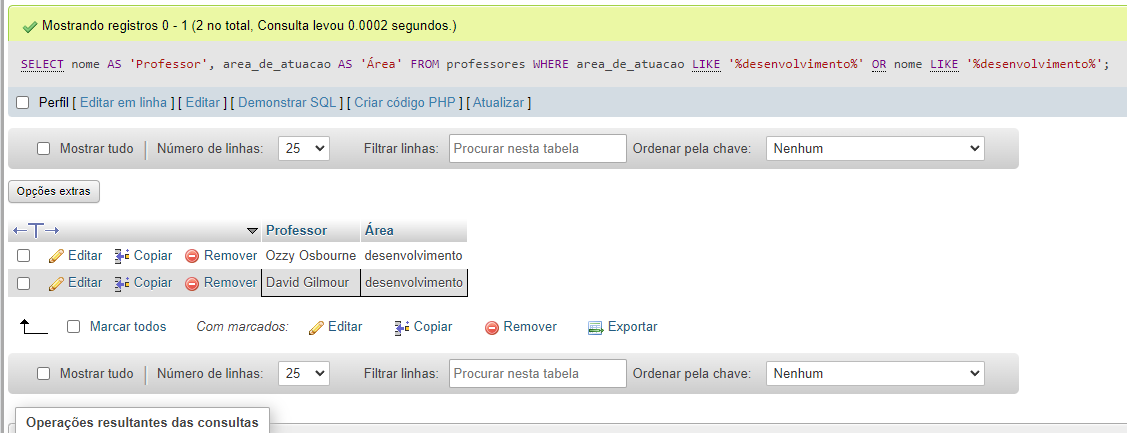 Mostrando registros 0 - 1 (2 no total, Consulta levou 0.0002 segundos.)
SELECT nome AS 'Professor', area_de_atuacao AS 'Área' FROM professores WHERE area_de_atuacao LIKE '%desenvolvimento%' OR nome LIKE '%desenvolvimento%';
Perfil [ Editar em linha ] [ Editar ] [ Demonstrar SQL ] [ Criar código PHP ] [ Atualizar ]
Mostrar tudo Número de linhas: 25 Filtrar linhas: Procurar nesta tabela Ordenar pela chave: Nenhum
Opções extras
Professor Área
Editar Copiar Remover Ozzy Osbourne desenvolvimento
Editar Copiar Remover David Gilmour desenvolvimento
Marcar todos Com marcados: Editar Copiar Remover Exportar
Mostrar tudo Número de linhas: 25 Filtrar linhas: Procurar nesta tabela Ordenar pela chave: Nenhum
Operações resultantes das consultas